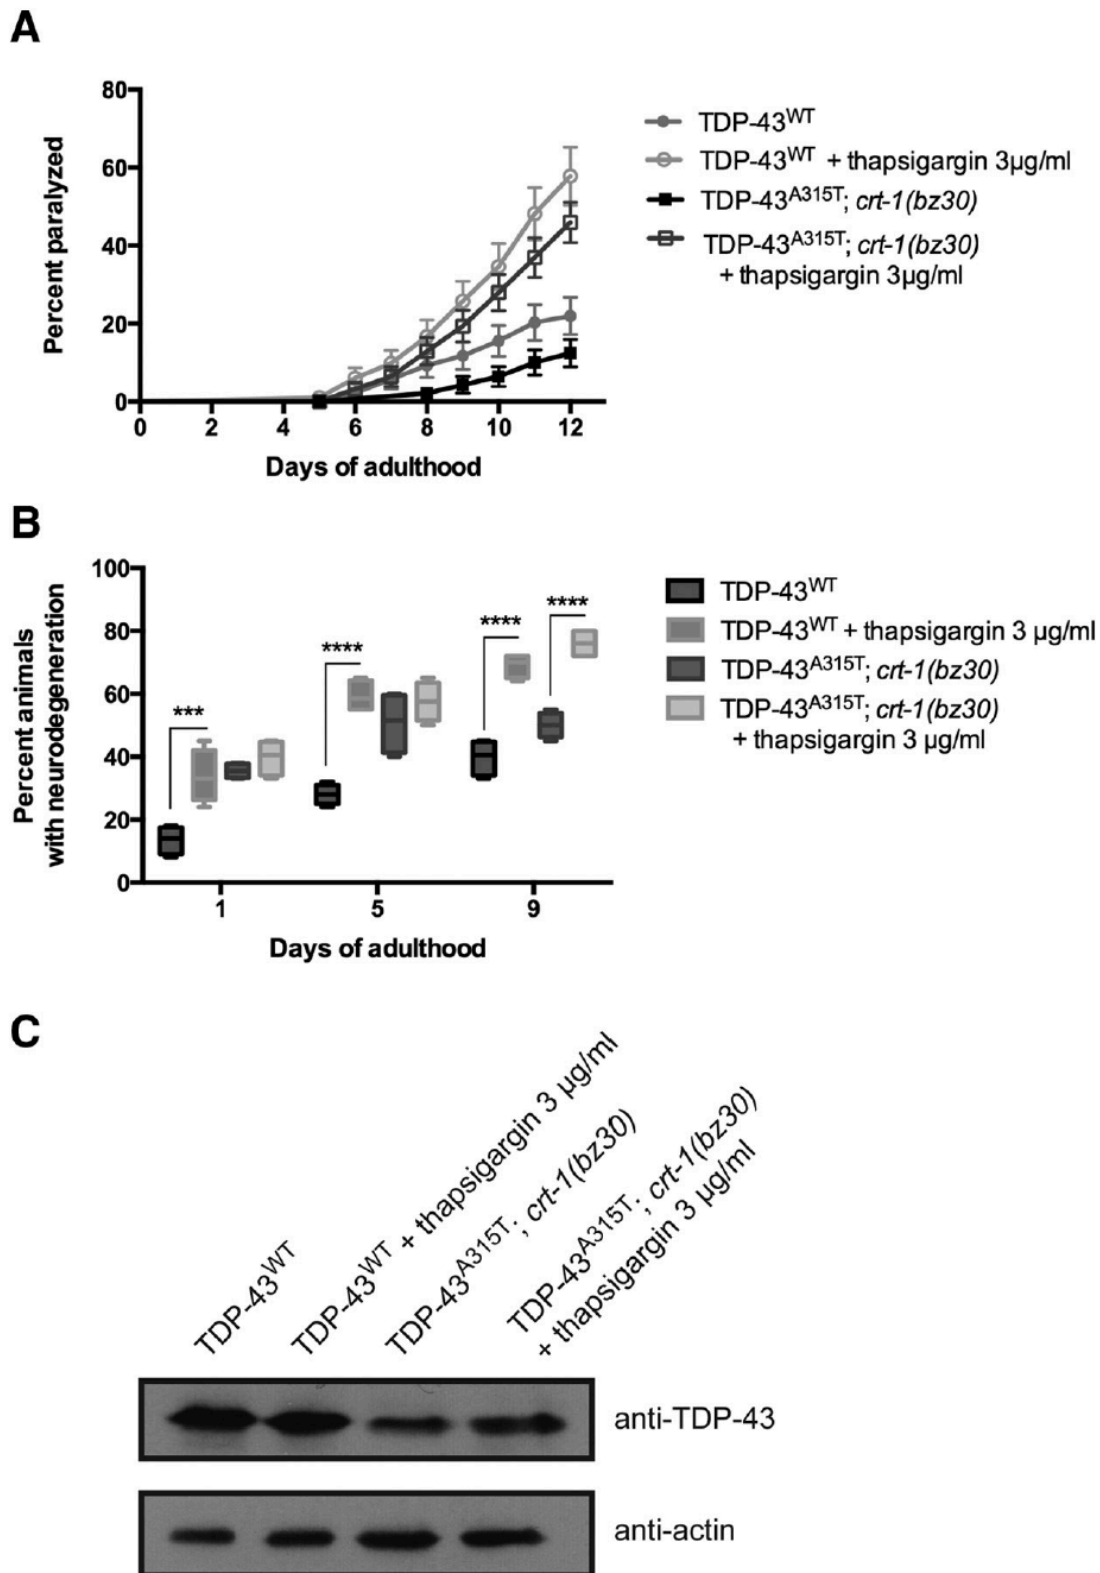 A
80
60
40
20
0
Percent paralyzed
0 2 4 6 8 10 12
Days of adulthood
TDP-43WT
TDP-43WT + thapsigargin 3µg/ml
TDP-43A315T; crt-1(bz30)
TDP-43A315T; crt-1(bz30)
+ thapsigargin 3µg/ml
B
100
80
60
40
20
0
Percent animals
with neurodegeneration
***
****
****
****
1 5 9
Days of adulthood
TDP-43WT
TDP-43WT + thapsigargin 3 µg/ml
TDP-43A315T; crt-1(bz30)
TDP-43A315T; crt-1(bz30)
+ thapsigargin 3 µg/ml
C
TDP-43WT
TDP-43WT + thapsigargin 3 µg/ml
TDP-43A315T; crt-1(bz30)
TDP-43A315T; crt-1(bz30)
+ thapsigargin 3 µg/ml
anti-TDP-43
anti-actin